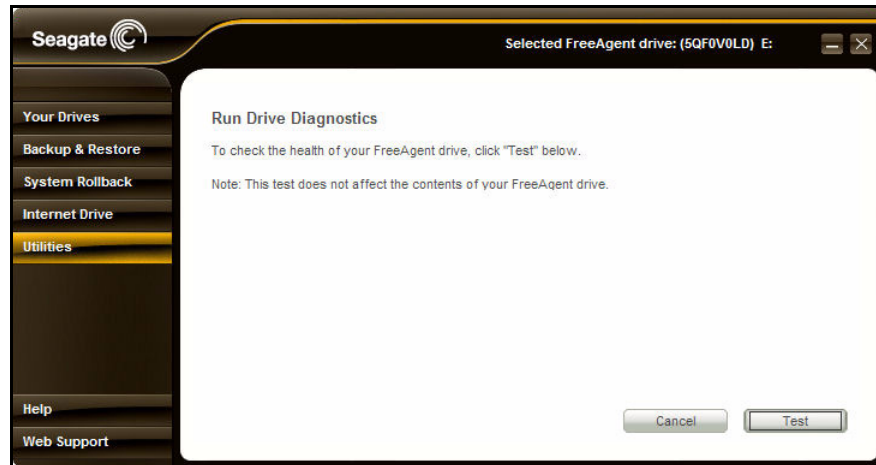 Seagate
Selected FreeAgent drive: (5QF0V0LD) E:
Your Drives
Backup & Restore
System Rollback
Internet Drive
Utilities
Help
Web Support
Run Drive Diagnostics
To check the health of your FreeAgent drive, click "Test" below.
Note: This test does not affect the contents of your FreeAgent drive.
Cancel
Test